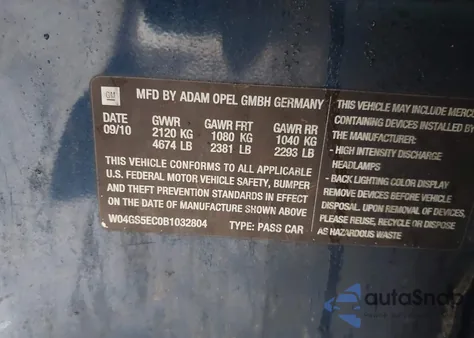 GM
MFD BY ADAM OPEL GMBH GERMANY
DATE GVWR GAWR FRT GAWR RR
09/10 2120 KG 1080 KG 1040 KG
4674 LB 2381 LB 2293 LB
THIS VEHICLE CONFORMS TO ALL APPLICABLE
U.S. FEDERAL MOTOR VEHICLE SAFETY, BUMPER
AND THEFT PREVENTION STANDARDS IN EFFECT
ON THE DATE OF MANUFACTURE SHOWN ABOVE.
W04GS5EC0B1032804 TYPE: PASS CAR
THIS VEHICLE MAY INCLUDE MERC
CONTAINING DEVICES INSTALLED B
THE MANUFACTURER:
- HIGH INTENSITY DISCHARGE
HEADLAMPS
- BACK LIGHTING COLOR DISPLAY.
REMOVE DEVICES BEFORE VEHICLE
DISPOSAL. UPON REMOVAL OF DEVICES
PLEASE REUSE, RECYCLE OR DISPOSE
AS HAZARDOUS WASTE
autaSnap